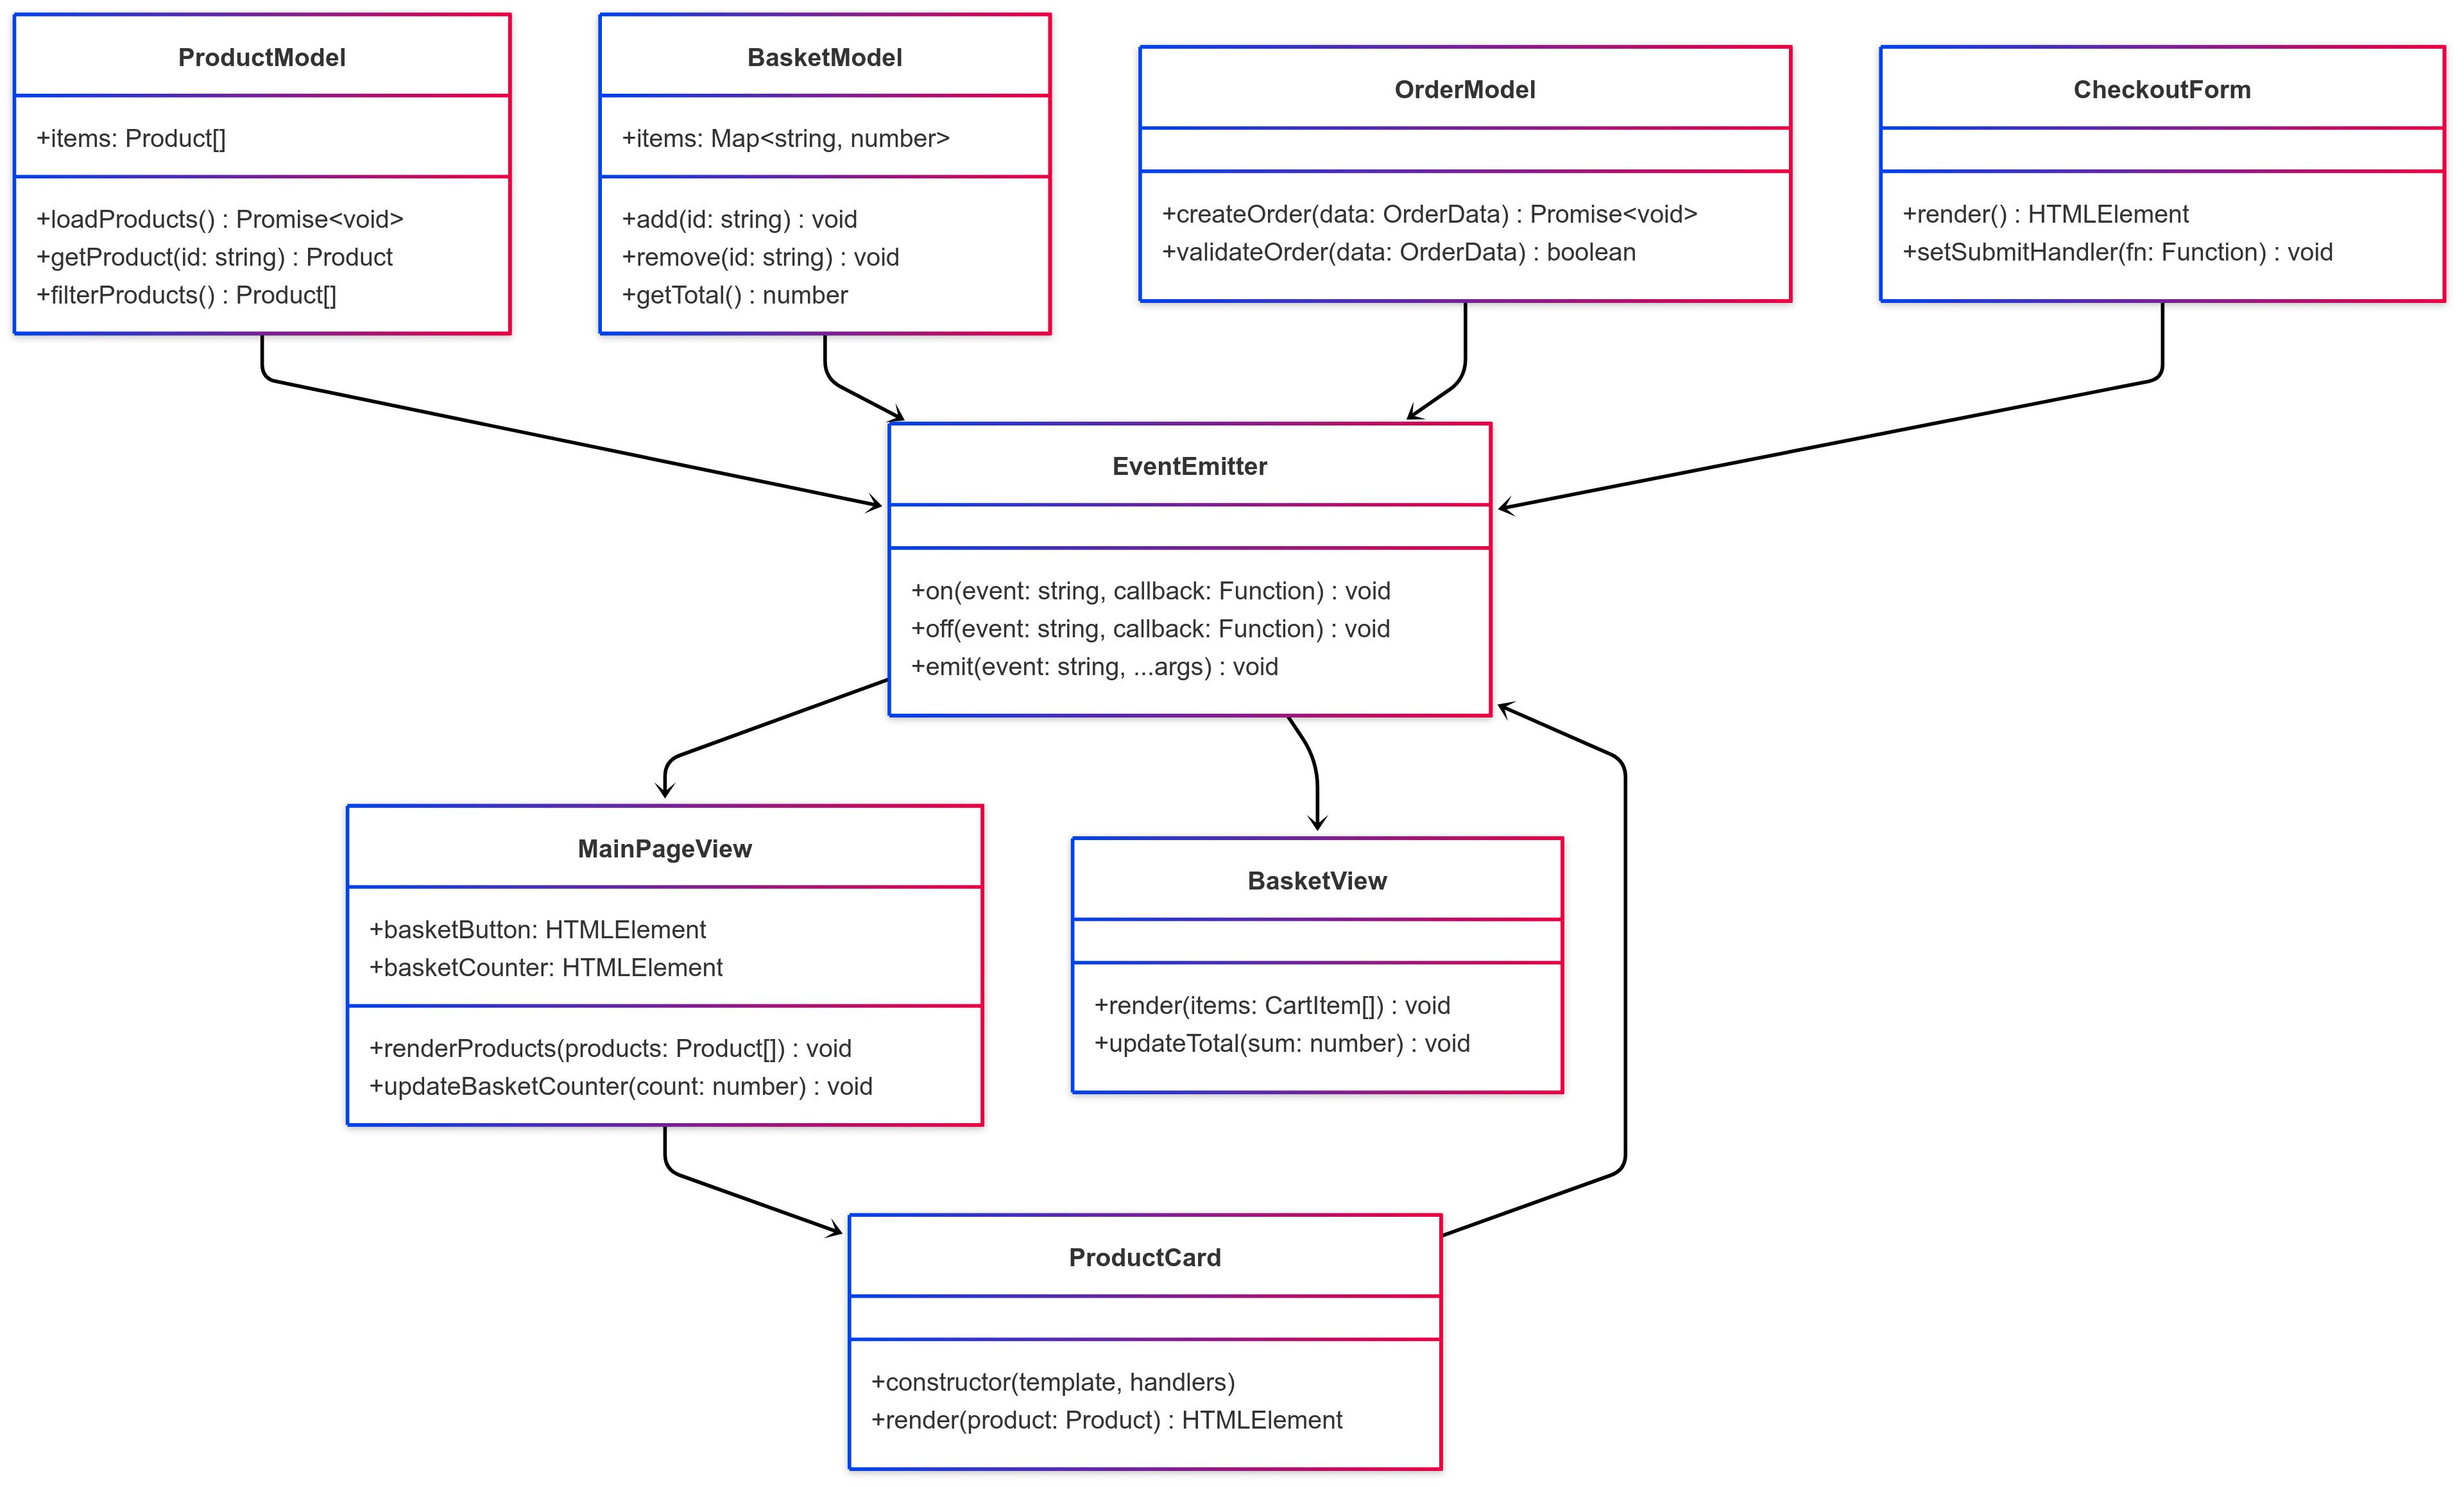 ProductModel
+items: Product[]
+loadProducts() : Promise<void>
+getProduct(id: string) : Product
+filterProducts() : Product[]
BasketModel
+items: Map<string, number>
+add(id: string) : void
+remove(id: string) : void
+getTotal() : number
OrderModel
+createOrder(data: OrderData) : Promise<void>
+validateOrder(data: OrderData) : boolean
CheckoutForm
+render() : HTMLElement
+setSubmitHandler(fn: Function) : void
EventEmitter
+on(event: string, callback: Function) : void
+off(event: string, callback: Function) : void
+emit(event: string, ...args) : void
MainPageView
+basketButton: HTMLElement
+basketCounter: HTMLElement
+renderProducts(products: Product[]) : void
+updateBasketCounter(count: number) : void
BasketView
+render(items: CartItem[]) : void
+updateTotal(sum: number) : void
ProductCard
+constructor(template, handlers)
+render(product: Product) : HTMLElement